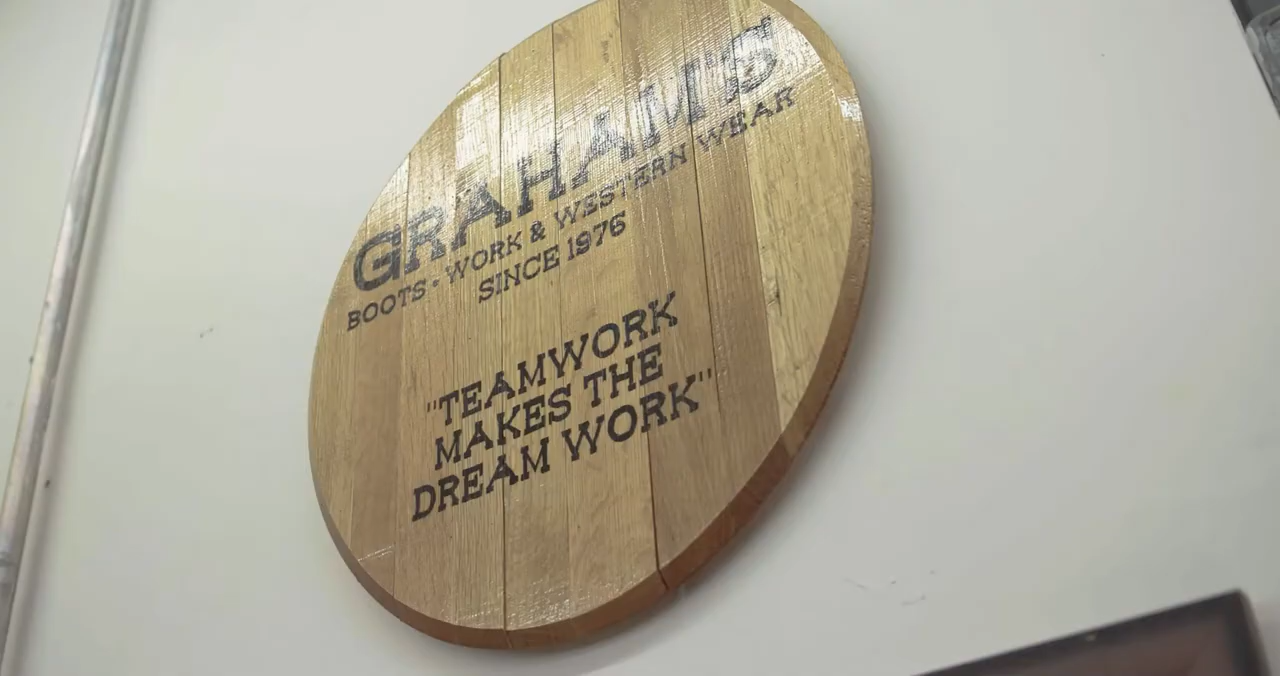 GRAHAM'S
BOOTS • WORK & WESTERN WEAR
SINCE 1976
"TEAMWORK
MAKES THE
DREAM WORK"